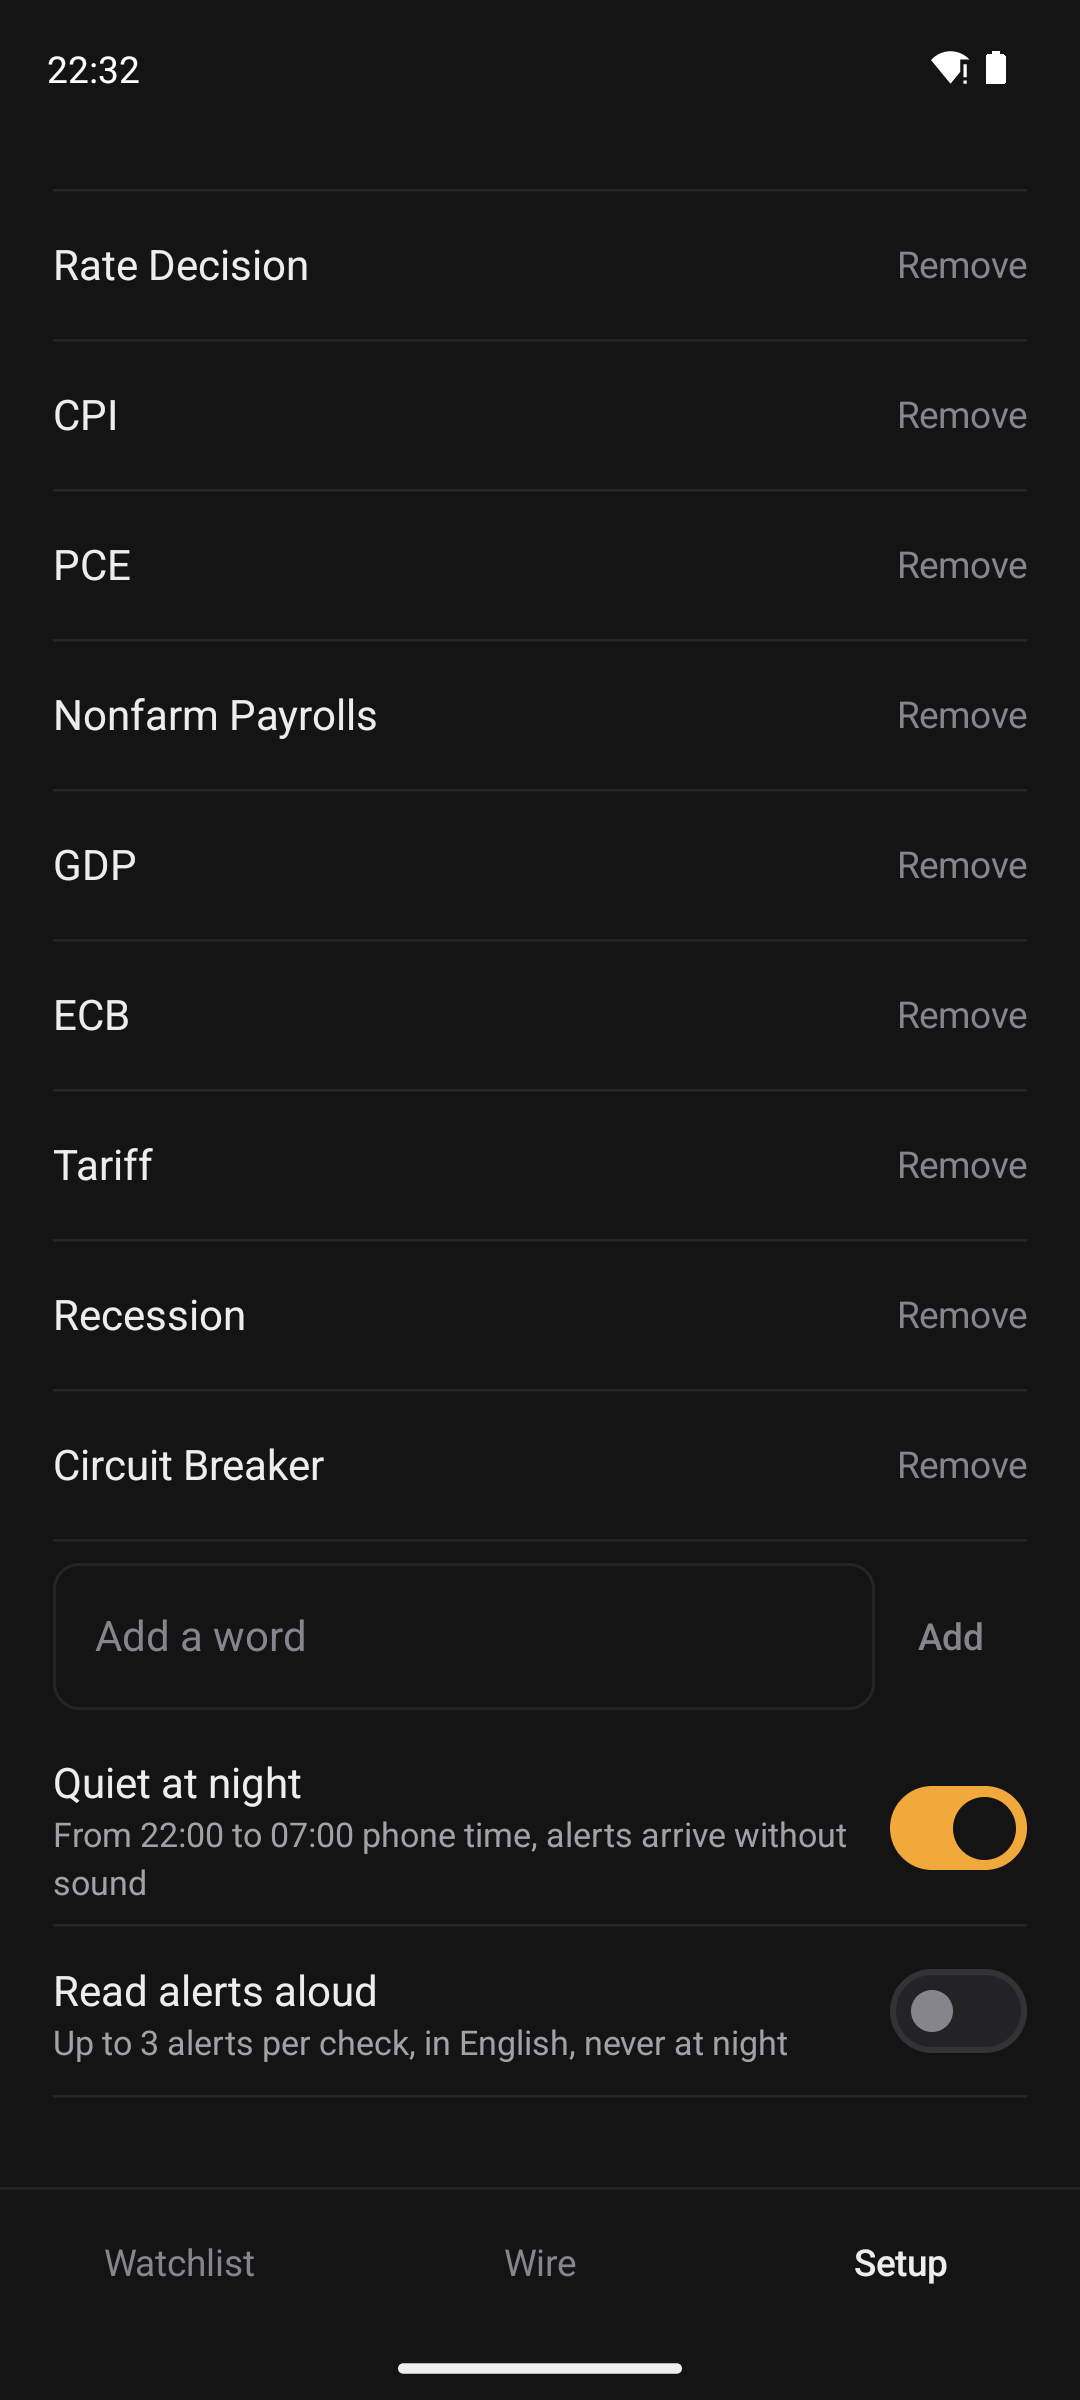 22:32
Rate Decision
Remove
CPI
Remove
PCE
Remove
Nonfarm Payrolls
Remove
GDP
Remove
ECB
Remove
Tariff
Remove
Recession
Remove
Circuit Breaker
Remove
Add a word
Add
Quiet at night
From 22:00 to 07:00 phone time, alerts arrive without
sound
Read alerts aloud
Up to 3 alerts per check, in English, never at night
Watchlist
Wire
Setup